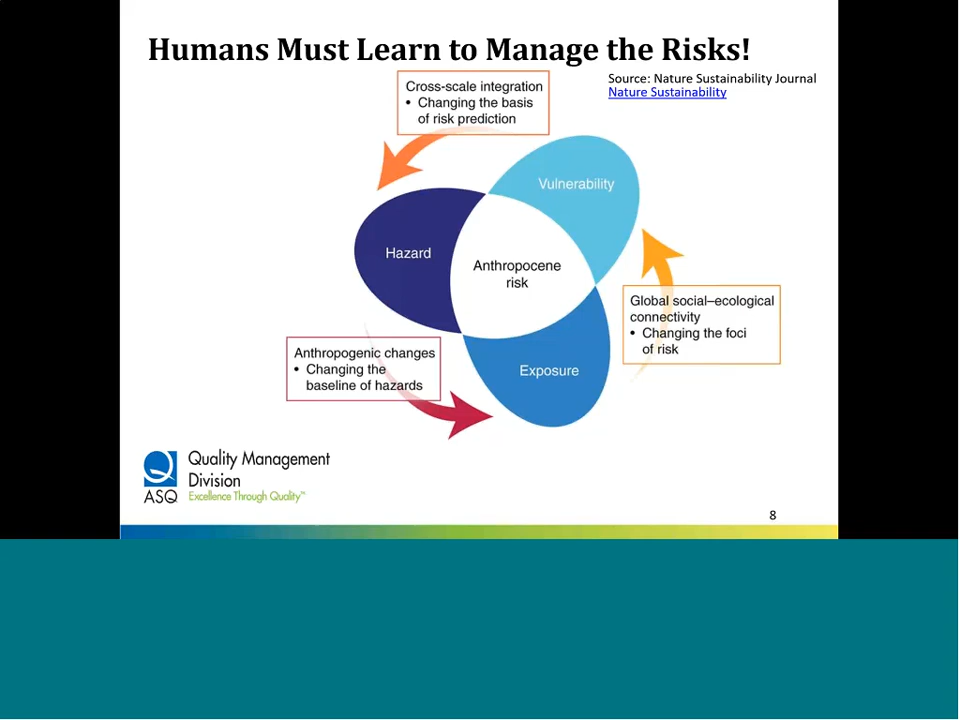 Humans Must Learn to Manage the Risks!
Source: Nature Sustainability Journal
Nature Sustainability
Cross-scale integration
• Changing the basis
of risk prediction
Vulnerability
Hazard
Anthropocene
risk
Global social–ecological
connectivity
• Changing the foci
of risk
Anthropogenic changes
• Changing the
baseline of hazards
Exposure
Quality Management
Division
ASQ Excellence Through Quality™
8